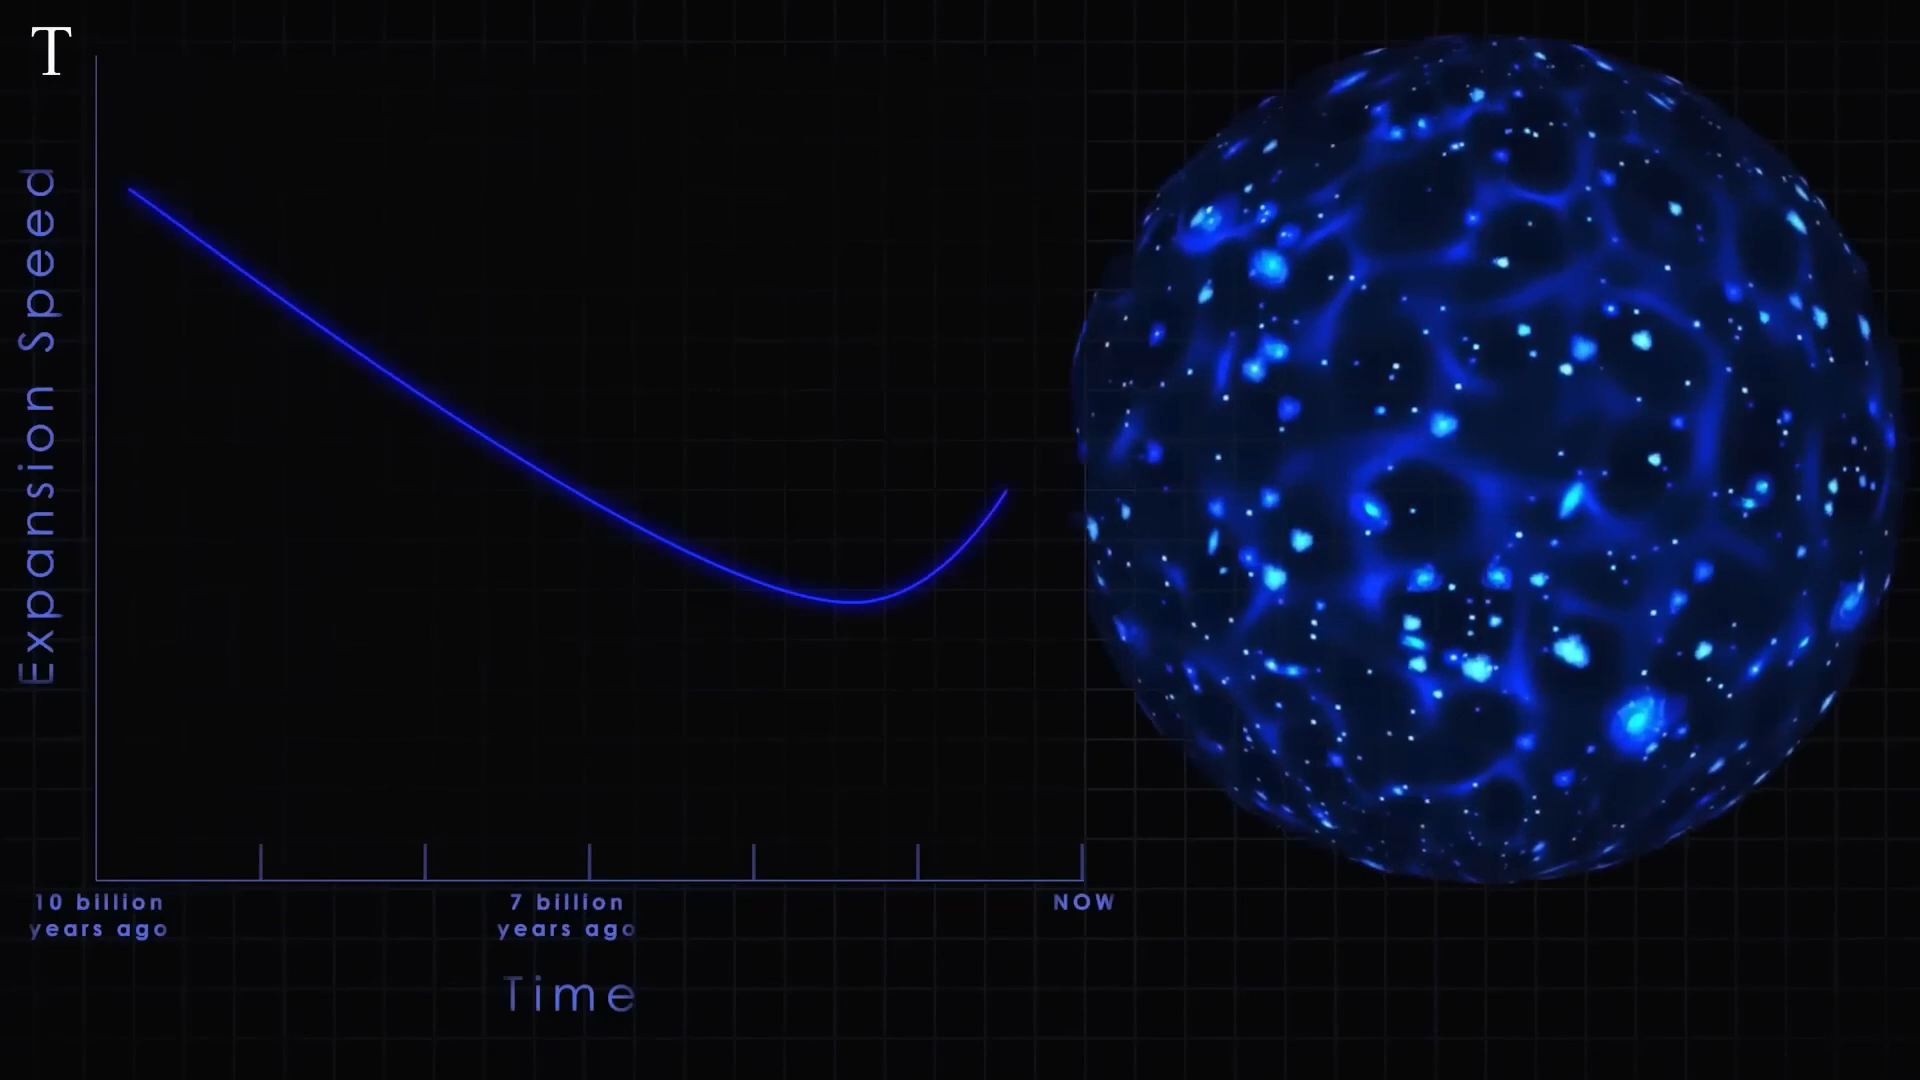 T
Expansion Speed
10 billion
years ago
7 billion
years ago
NOW
Time